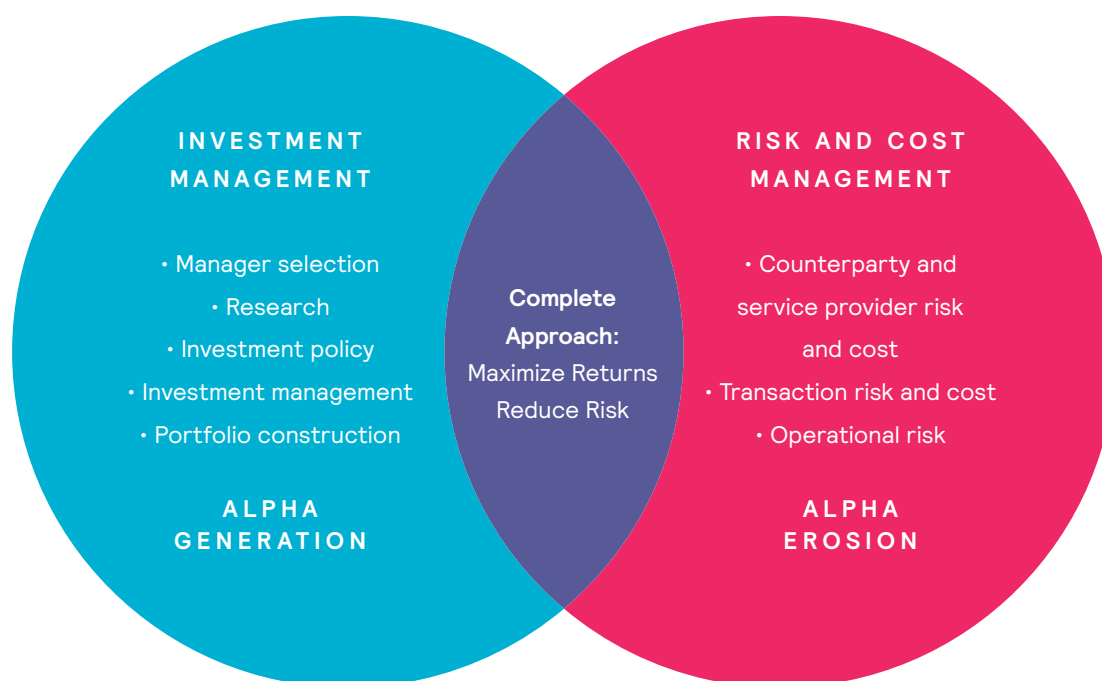 INVESTMENT
MANAGEMENT
• Manager selection
• Research
• Investment policy
• Investment management
• Portfolio construction
ALPHA
GENERATION
Complete
Approach:
Maximize Returns
Reduce Risk
RISK AND COST
MANAGEMENT
• Counterparty and
service provider risk
and cost
• Transaction risk and cost
• Operational risk
ALPHA
EROSION